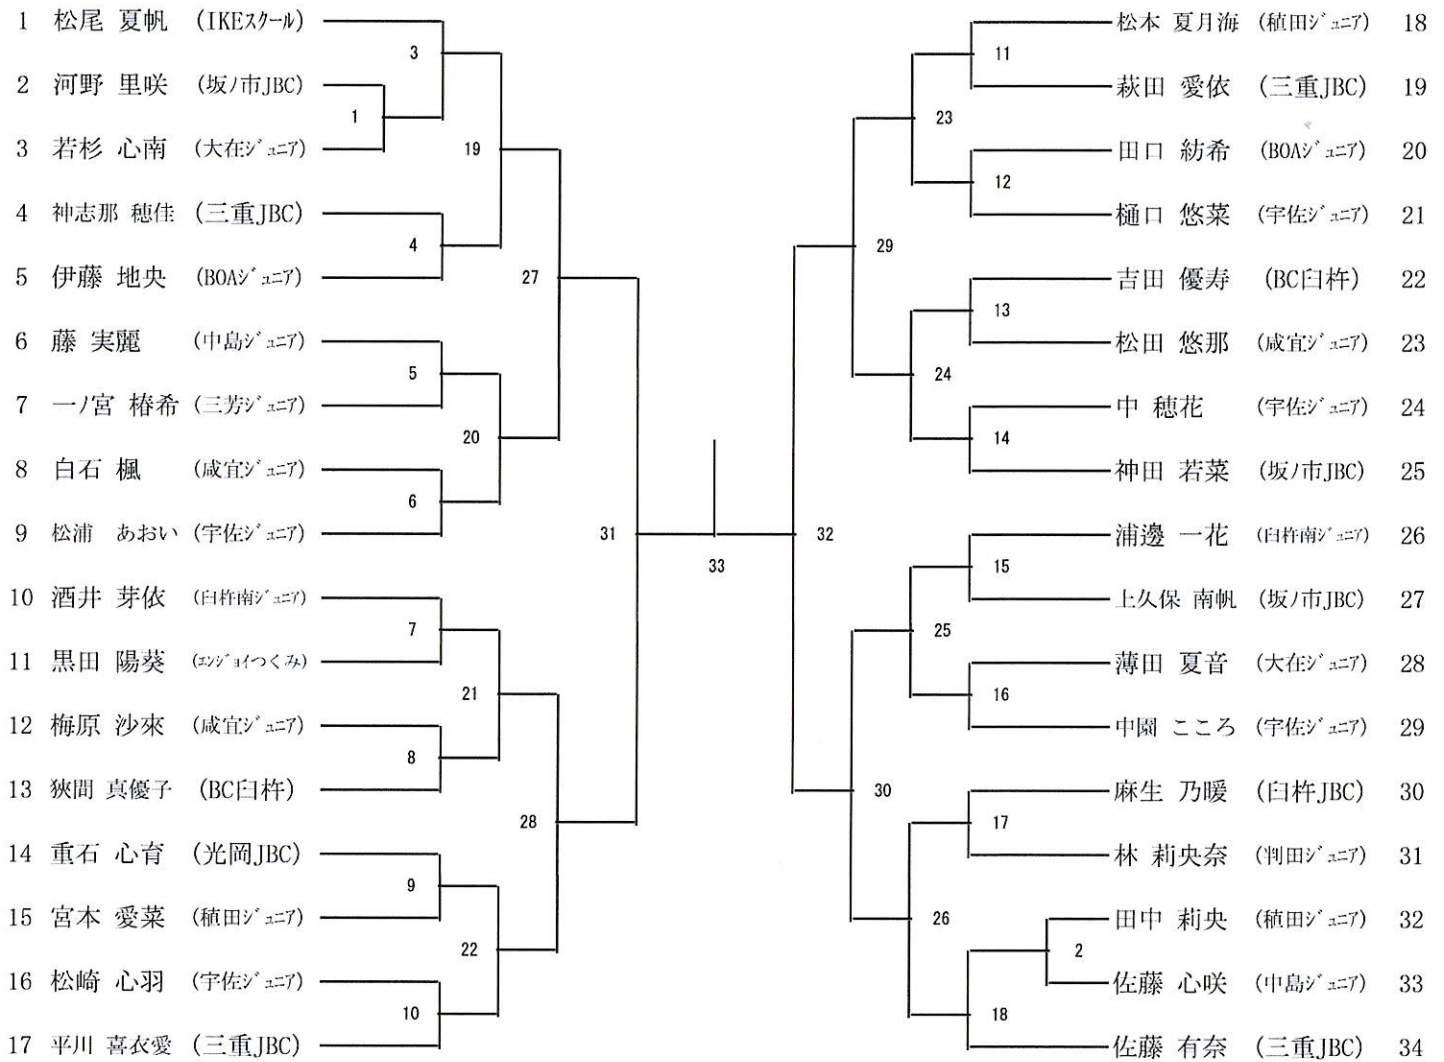 1 松尾 夏帆 (IKEスクール)
2 河野 里咲 (坂ノ市JBC)
3 若杉 心南 (大在ジュニア)
4 神志那 穂佳 (三重JBC)
5 伊藤 地央 (BOAジュニア)
6 藤 実麗 (中島ジュニア)
7 一ノ宮 椿希 (三芳ジュニア)
8 白石 楓 (咸宜ジュニア)
9 松浦 あおい (宇佐ジュニア)
10 酒井 芽依 (臼杵南ジュニア)
11 黒田 陽葵 (エンジョイつくみ)
12 梅原 沙來 (咸宜ジュニア)
13 狹間 真優子 (BC臼杵)
14 重石 心育 (光岡JBC)
15 宮本 愛菜 (稙田ジュニア)
16 松崎 心羽 (宇佐ジュニア)
17 平川 喜衣愛 (三重JBC)
3
1
19
4
27
5
20
6
31
7
21
8
28
9
22
10
33
11
23
12
29
13
24
14
32
15
25
16
30
17
26
2
18
松本 夏月海 (稙田ジュニア) 18
萩田 愛依 (三重JBC) 19
田口 紡希 (BOAジュニア) 20
樋口 悠菜 (宇佐ジュニア) 21
吉田 優寿 (BC臼杵) 22
松田 悠那 (咸宜ジュニア) 23
中 穂花 (宇佐ジュニア) 24
神田 若菜 (坂ノ市JBC) 25
浦邊 一花 (臼杵南ジュニア) 26
上久保 南帆 (坂ノ市JBC) 27
薄田 夏音 (大在ジュニア) 28
中園 こころ (宇佐ジュニア) 29
麻生 乃暖 (臼杵JBC) 30
林 莉央奈 (判田ジュニア) 31
田中 莉央 (稙田ジュニア) 32
佐藤 心咲 (中島ジュニア) 33
佐藤 有奈 (三重JBC) 34